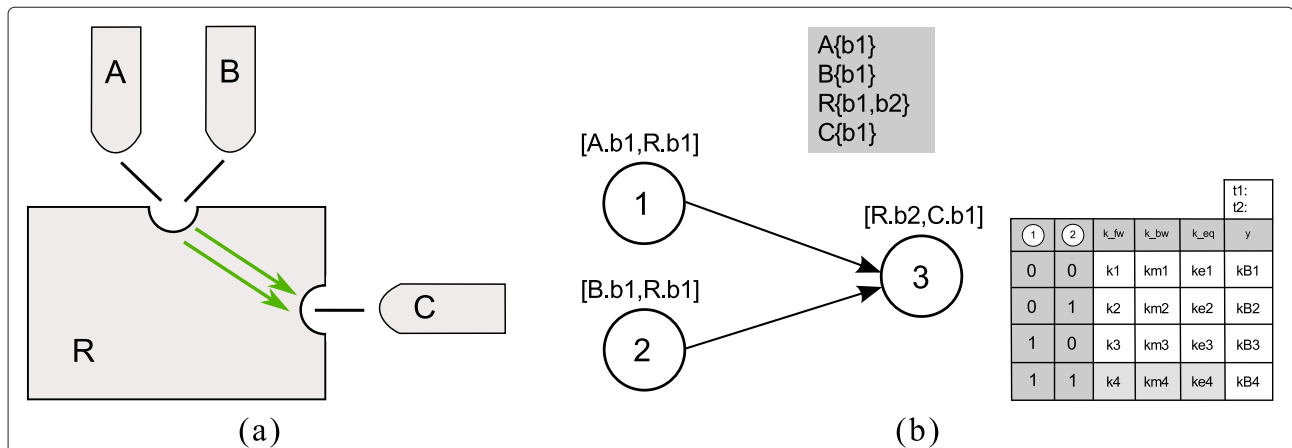 A B
C
R
(a)
A{b1}
B{b1}
R{b1,b2}
C{b1}
[A.b1,R.b1]
1
[B.b1,R.b1]
2
[R.b2,C.b1]
3
t1:
t2:
1 2 k_fw k_bw k_eq y
0 0 k1 km1 ke1 kB1
0 1 k2 km2 ke2 kB2
1 0 k3 km3 ke3 kB3
1 1 k4 km4 ke4 kB4
(b)